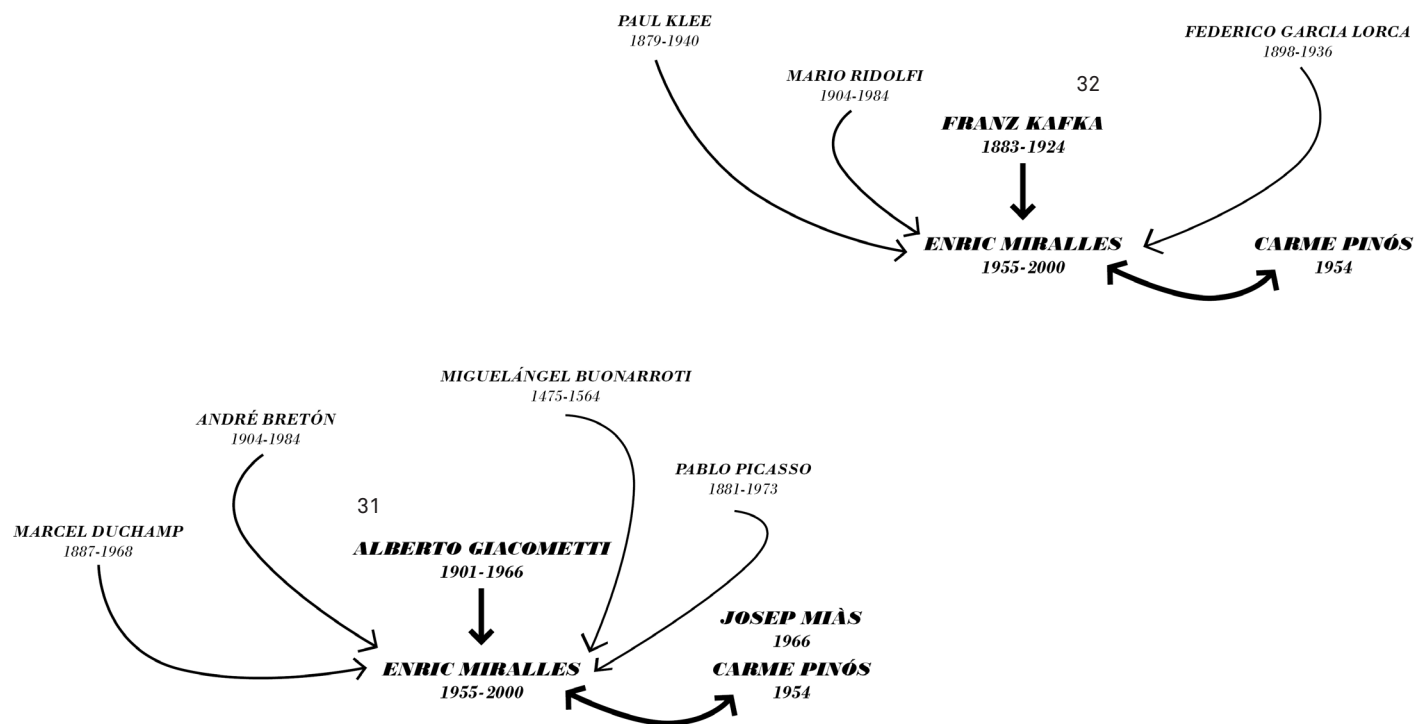 PAUL KLEE
1879-1940
FEDERICO GARCIA LORCA
1898-1936
MARIO RIDOLFI
1904-1984
32
FRANZ KAFKA
1883-1924
ENRIC MIRALLES
1955-2000
CARME PINÓS
1954
MIGUELÁNGEL BUONARROTI
1475-1564
ANDRÉ BRETÓN
1904-1984
PABLO PICASSO
1881-1973
31
MARCEL DUCHAMP
1887-1968
ALBERTO GIACOMETTI
1901-1966
JOSEP MIÀS
1966
ENRIC MIRALLES
1955-2000
CARME PINÓS
1954